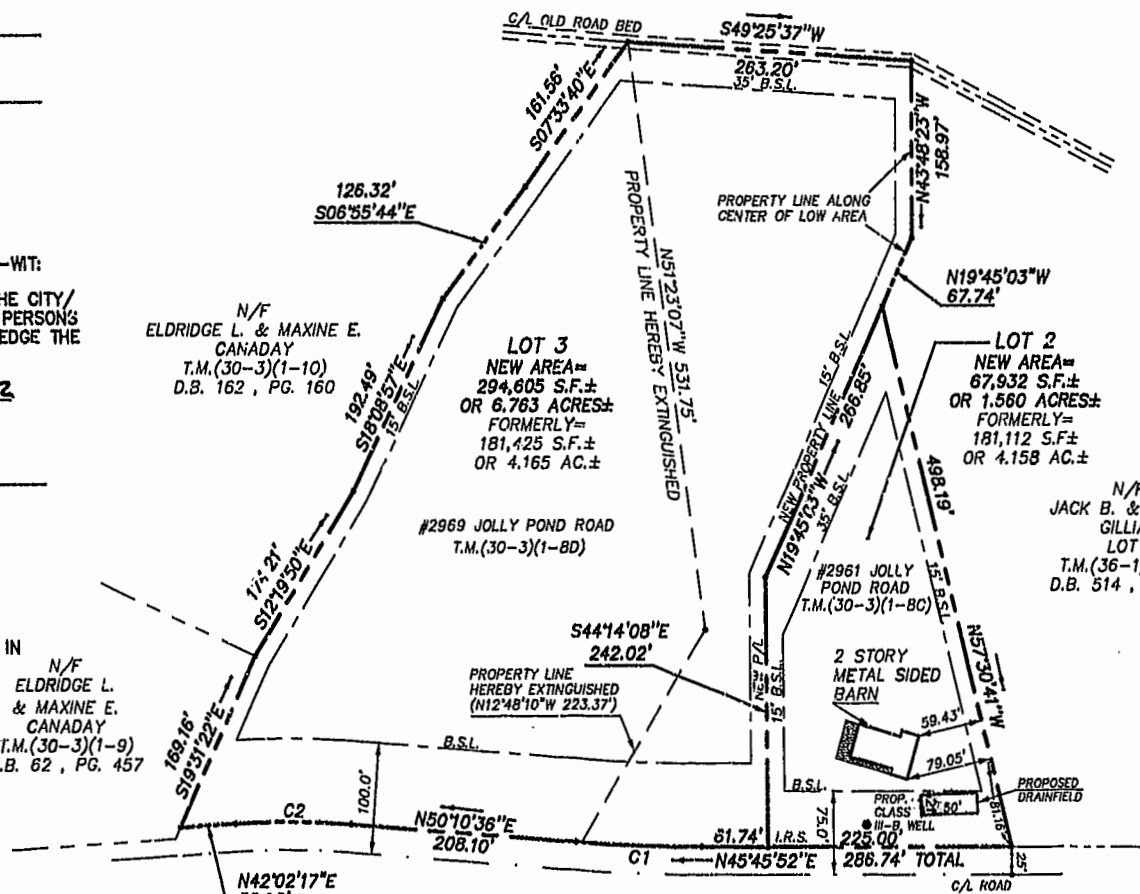 C/L OLD ROAD BED
S49°25'37"W
263.20'
35' B.S.L.
161.56'
S07°33'40"E
126.32'
S06°55'44"E
N43°48'23"W
158.97'
PROPERTY LINE ALONG
CENTER OF LOW AREA
N19°45'03"W
67.74'
-WIT:
HE CITY/
PERSONS
EDGE THE
N/F
ELDRIDGE L. & MAXINE E.
CANADAY
T.M.(30-3)(1-10)
D.B. 162 , PG. 160
192.49'
S18°08'57"E
15' B.S.L.
LOT 3
NEW AREA=
294,605 S.F.±
OR 6.763 ACRES±
FORMERLY=
181,425 S.F.±
OR 4.165 AC.±
N51°23'07"W 531.75'
PROPERTY LINE HEREBY EXTINGUISHED
15' B.S.L.
NEW PROPERTY LINE
N19°45'03"W
266.85'
35' B.S.L.
LOT 2
NEW AREA=
67,932 S.F.±
OR 1.560 ACRES±
FORMERLY=
181,112 S.F.±
OR 4.158 AC.±
498.19'
N57°30'41"W
15' B.S.L.
N/F
JACK B. &
GILLIA
LOT
T.M.(36-1
D.B. 514 ,
#2969 JOLLY POND ROAD
T.M.(30-3)(1-8D)
#2961 JOLLY
POND ROAD
T.M.(30-3)(1-8C)
S12°19'50"E
S44°14'08"E
242.02'
NEW P/L
15' B.S.L.
PROPERTY LINE
HEREBY EXTINGUISHED
(N12°48'10"W 223.37')
2 STORY
METAL SIDED
BARN
59.43'
79.05'
IN
N/F
ELDRIDGE L.
& MAXINE E.
CANADAY
T.M.(30-3)(1-9)
.B. 62 , PG. 457
169.16'
S19°31'22"E
B.S.L.
100.0'
B.S.L.
75.0'
PROP.
CLASS
III-B WELL
PROPOSED
DRAINFIELD
81.16'
25'
C2
N50°10'36"E
208.10'
C1
61.74'
I.R.S.
225.00'
N45°45'52"E
286.74' TOTAL
C/L ROAD
N42°02'17"E